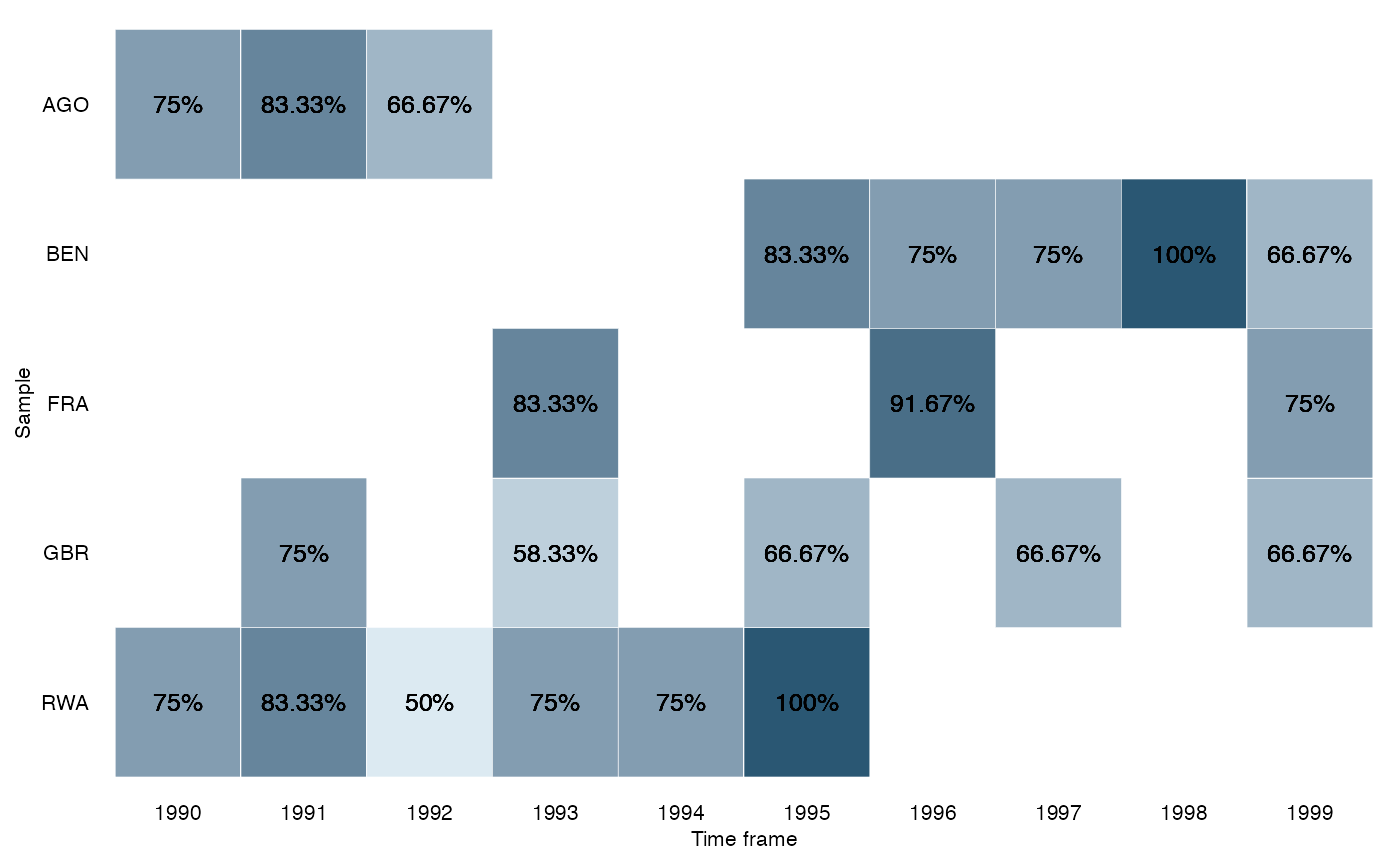 AGO 75% 83.33% 66.67%
BEN 83.33% 75% 75% 100% 66.67%
Sample
FRA 83.33% 91.67% 75%
GBR 75% 58.33% 66.67% 66.67% 66.67%
RWA 75% 83.33% 50% 75% 75% 100%
1990 1991 1992 1993 1994 1995 1996 1997 1998 1999
Time frame